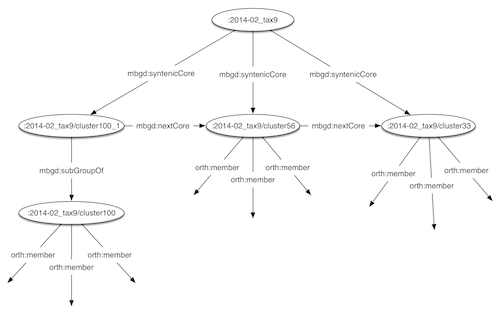 :2014-02_tax9
mbgd:syntenicCore mbgd:syntenicCore mbgd:syntenicCore
:2014-02_tax9/cluster100_1 mbgd:nextCore :2014-02_tax9/cluster56 mbgd:nextCore :2014-02_tax9/cluster33
mbgd:subGroupOf orth:member orth:member orth:member orth:member
orth:member orth:member
:2014-02_tax9/cluster100
orth:member orth:member
orth:member